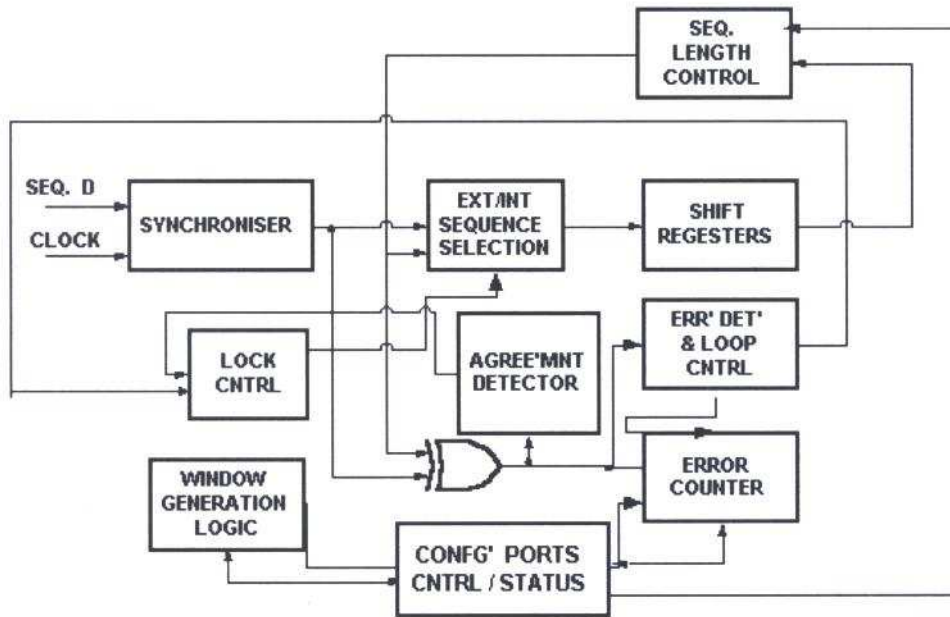 SEQ.
LENGTH
CONTROL
SEQ. D
CLOCK
SYNCHRONISER
EXT/INT
SEQUENCE
SELECTION
SHIFT
REGESTERS
LOCK
CNTRL
AGREE'MNT
DETECTOR
ERR' DET'
& LOOP
CNTRL
WINDOW
GENERATION
LOGIC
ERROR
COUNTER
CONFG' PORTS
CNTRL / STATUS